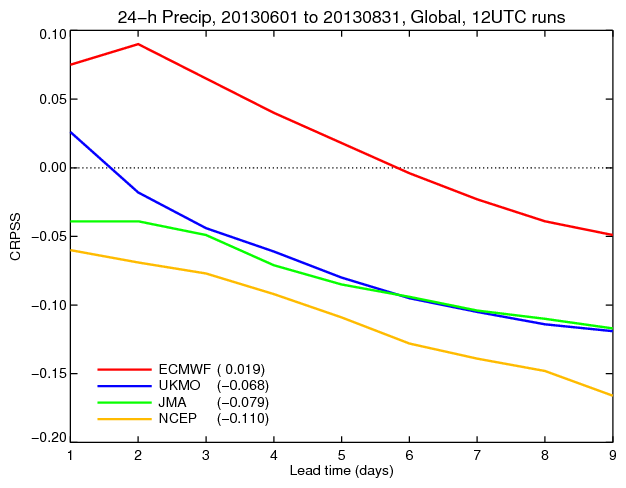 24−h Precip, 20130601 to 20130831, Global, 12UTC runs
0.10
0.05
0.00
−0.05
−0.10
−0.15
−0.20
CRPSS
ECMWF ( 0.019)
UKMO (−0.068)
JMA (−0.079)
NCEP (−0.110)
1 2 3 4 5 6 7 8 9
Lead time (days)